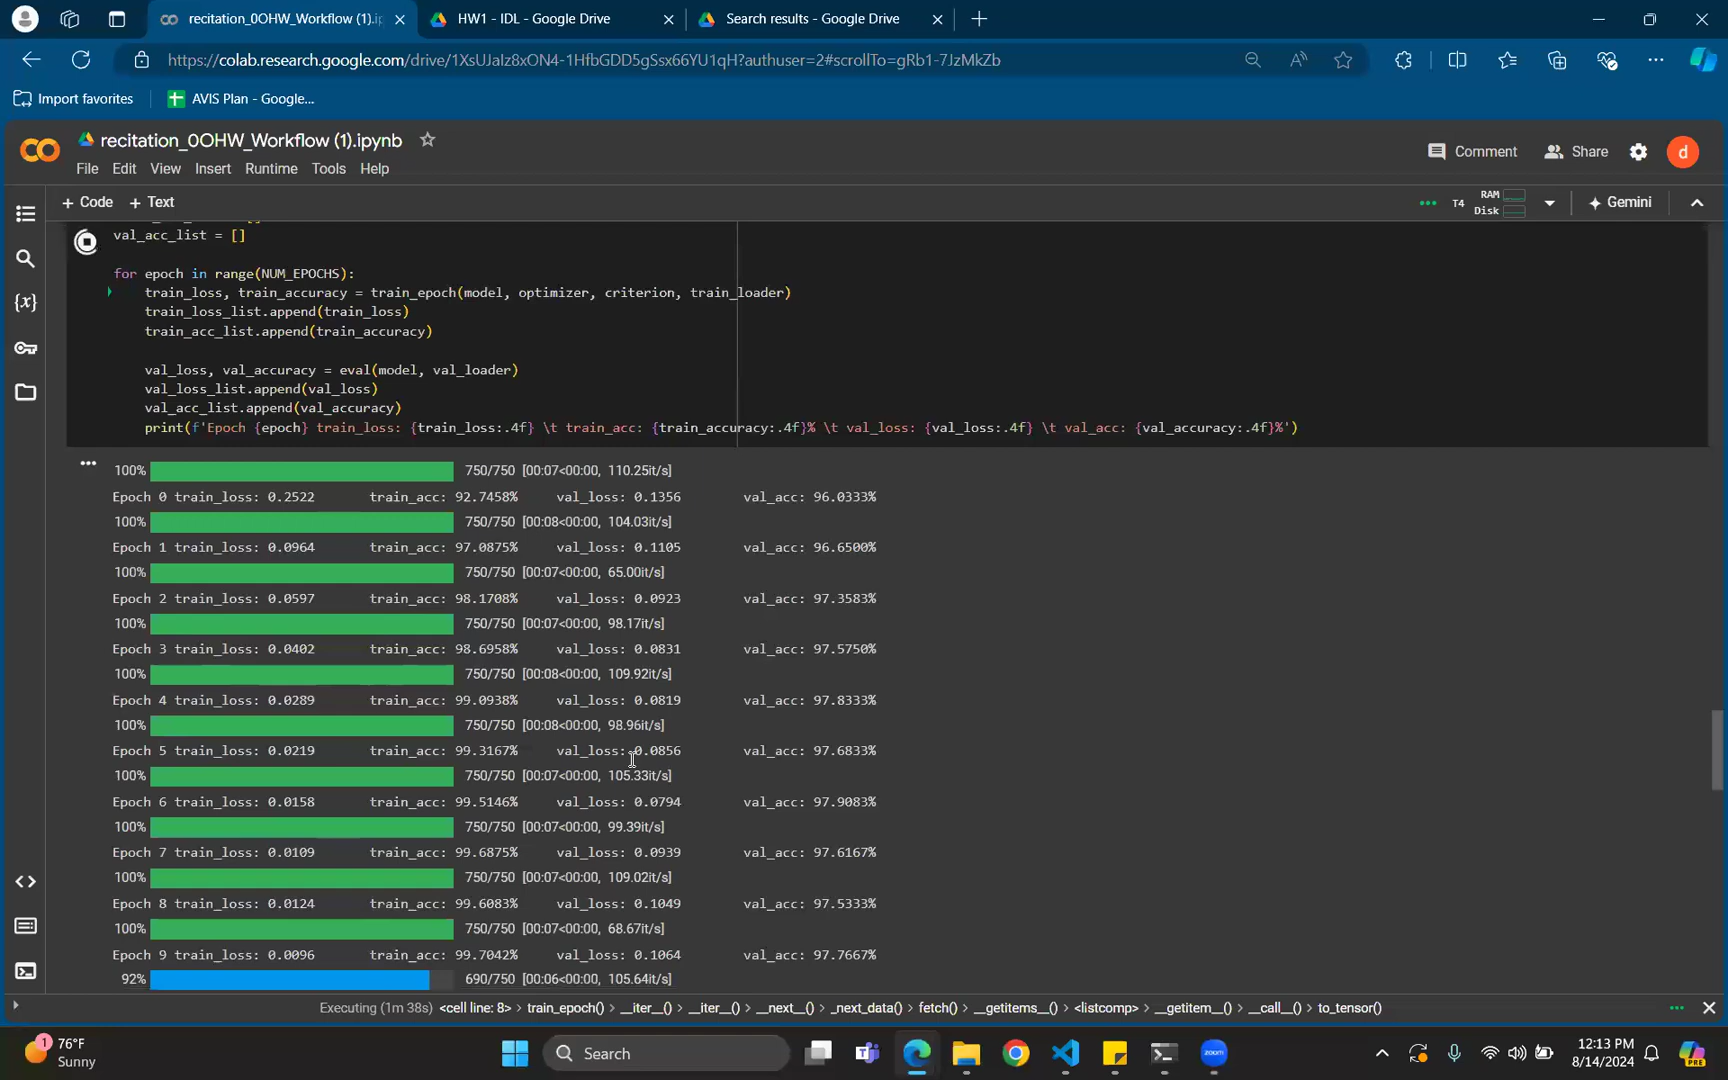 recitation_0OHW_Workflow (1).ip
HW1 - IDL - Google Drive
Search results - Google Drive
https://colab.research.google.com/drive/1XsUJaIz8xON4-1HfbGDD5gSsx66YU1qH?authuser=2#scrollTo=gRb1-7JzMkZb
Import favorites
AVIS Plan - Google...
recitation_0OHW_Workflow (1).ipynb
Comment
Share
d
File Edit View Insert Runtime Tools Help
+ Code + Text
T4
RAM
Disk
Gemini
val_acc_list = []
for epoch in range(NUM_EPOCHS):
train_loss, train_accuracy = train_epoch(model, optimizer, criterion, train_loader)
train_loss_list.append(train_loss)
train_acc_list.append(train_accuracy)
val_loss, val_accuracy = eval(model, val_loader)
val_loss_list.append(val_loss)
val_acc_list.append(val_accuracy)
print(f'Epoch {epoch} train_loss: {train_loss:.4f} \t train_acc: {train_accuracy:.4f}% \t val_loss: {val_loss:.4f} \t val_acc: {val_accuracy:.4f}%')
100% 750/750 [00:07<00:00, 110.25it/s]
Epoch 0 train_loss: 0.2522 train_acc: 92.7458% val_loss: 0.1356 val_acc: 96.0333%
100% 750/750 [00:08<00:00, 104.03it/s]
Epoch 1 train_loss: 0.0964 train_acc: 97.0875% val_loss: 0.1105 val_acc: 96.6500%
100% 750/750 [00:07<00:00, 65.00it/s]
Epoch 2 train_loss: 0.0597 train_acc: 98.1708% val_loss: 0.0923 val_acc: 97.3583%
100% 750/750 [00:07<00:00, 98.17it/s]
Epoch 3 train_loss: 0.0402 train_acc: 98.6958% val_loss: 0.0831 val_acc: 97.5750%
100% 750/750 [00:08<00:00, 109.92it/s]
Epoch 4 train_loss: 0.0289 train_acc: 99.0938% val_loss: 0.0819 val_acc: 97.8333%
100% 750/750 [00:08<00:00, 98.96it/s]
Epoch 5 train_loss: 0.0219 train_acc: 99.3167% val_loss: 0.0856 val_acc: 97.6833%
100% 750/750 [00:07<00:00, 105.33it/s]
Epoch 6 train_loss: 0.0158 train_acc: 99.5146% val_loss: 0.0794 val_acc: 97.9083%
100% 750/750 [00:07<00:00, 99.39it/s]
Epoch 7 train_loss: 0.0109 train_acc: 99.6875% val_loss: 0.0939 val_acc: 97.6167%
100% 750/750 [00:07<00:00, 109.02it/s]
Epoch 8 train_loss: 0.0124 train_acc: 99.6083% val_loss: 0.1049 val_acc: 97.5333%
100% 750/750 [00:07<00:00, 68.67it/s]
Epoch 9 train_loss: 0.0096 train_acc: 99.7042% val_loss: 0.1064 val_acc: 97.7667%
92% 690/750 [00:06<00:00, 105.64it/s]
Executing (1m 38s) <cell line: 8> train_epoch() __iter__() __iter__() __next__() _next_data() fetch() __getitems__() <listcomp> __getitem__() __call__() to_tensor()
1
76°F
Sunny
Search
zoom
12:13 PM
8/14/2024
PRE